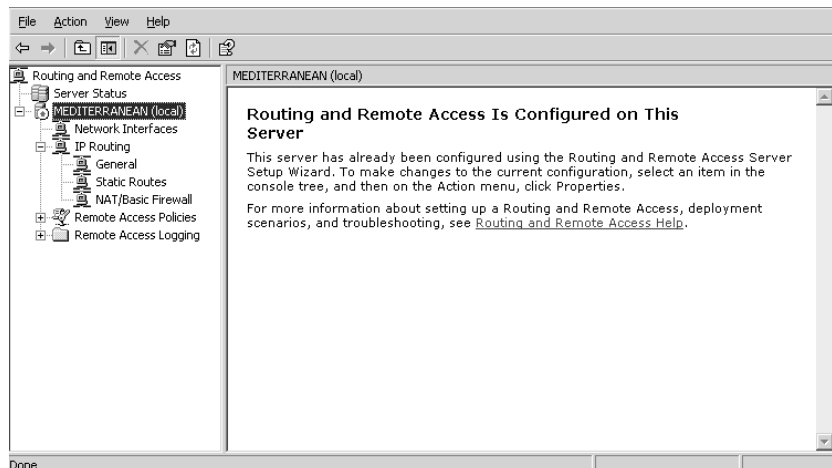 File Action View Help
Routing and Remote Access
Server Status
MEDITERRANEAN (local)
Network Interfaces
IP Routing
General
Static Routes
NAT/Basic Firewall
Remote Access Policies
Remote Access Logging
MEDITERRANEAN (local)
Routing and Remote Access Is Configured on This
Server
This server has already been configured using the Routing and Remote Access Server
Setup Wizard. To make changes to the current configuration, select an item in the
console tree, and then on the Action menu, click Properties.
For more information about setting up a Routing and Remote Access, deployment
scenarios, and troubleshooting, see Routing and Remote Access Help.
Done